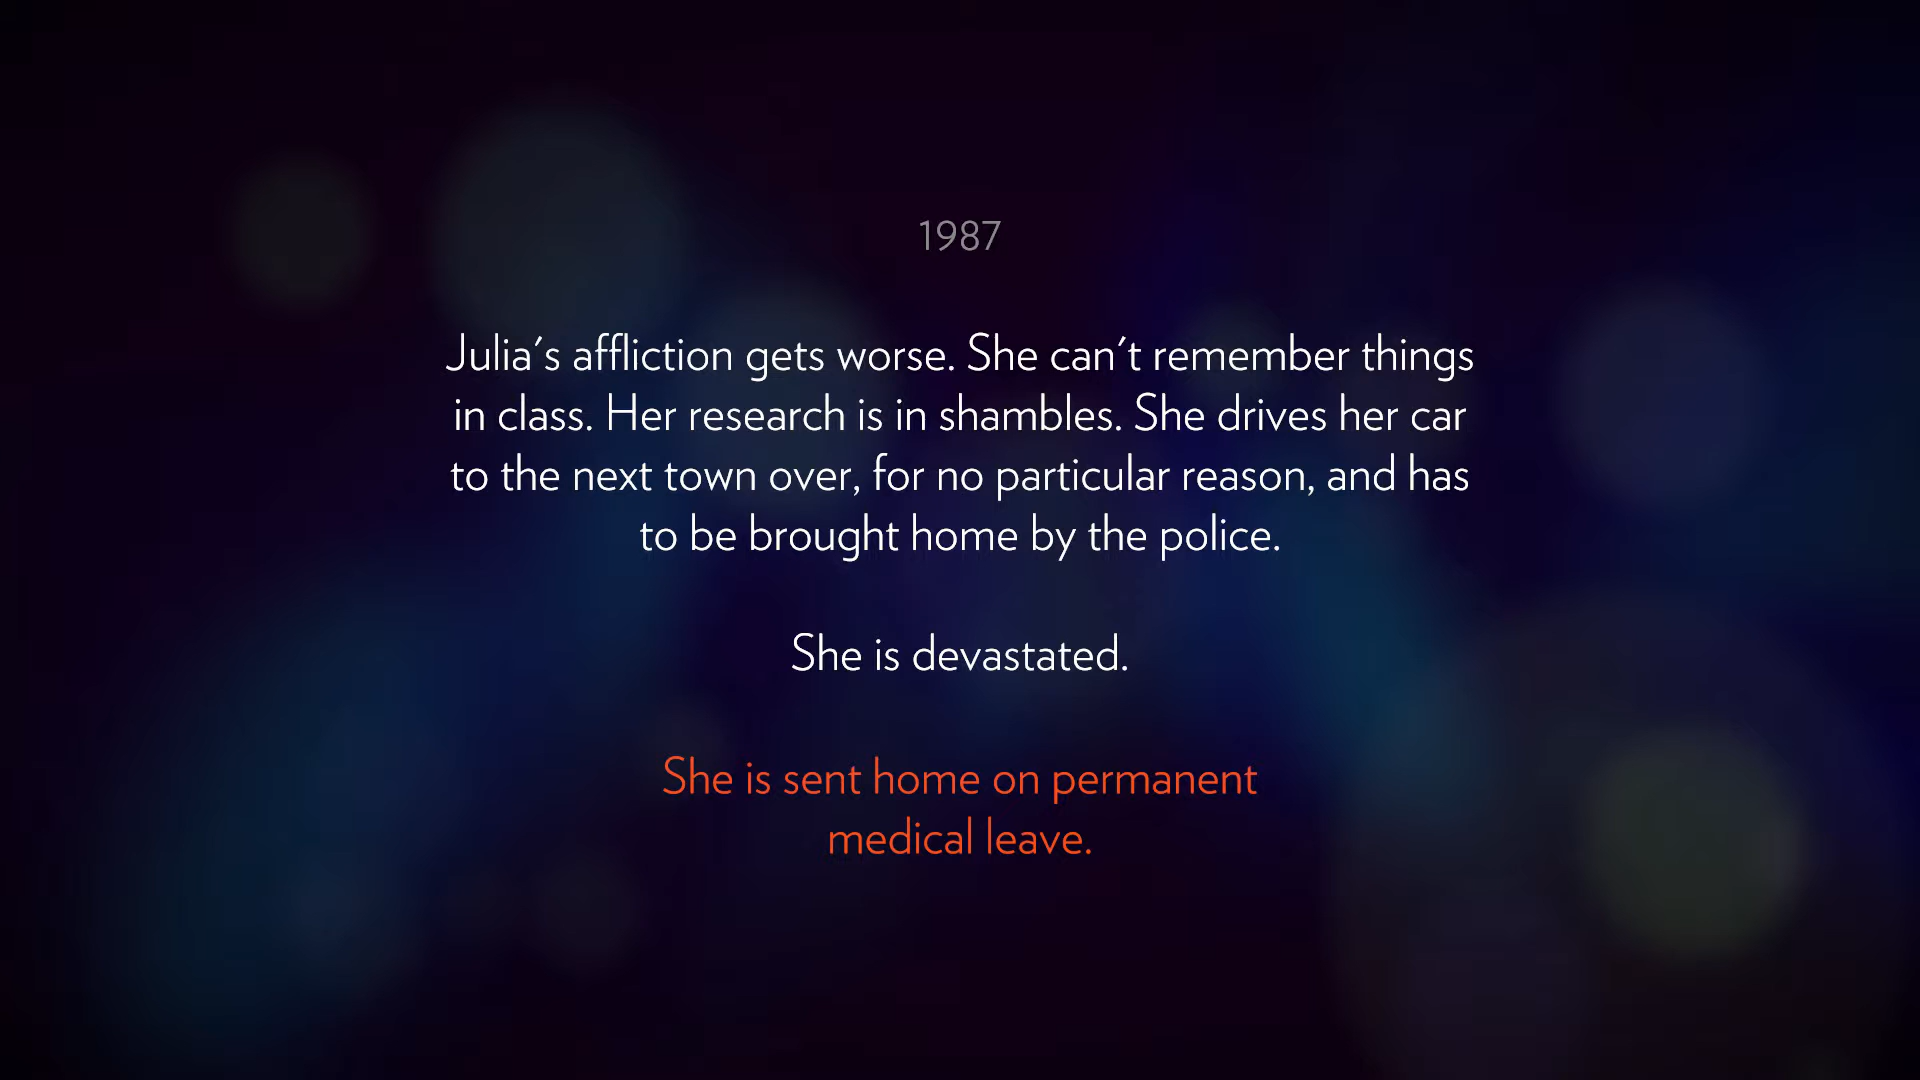 1987
Julia's affliction gets worse. She can't remember things
in class. Her research is in shambles. She drives her car
to the next town over, for no particular reason, and has
to be brought home by the police.
She is devastated.
She is sent home on permanent
medical leave.